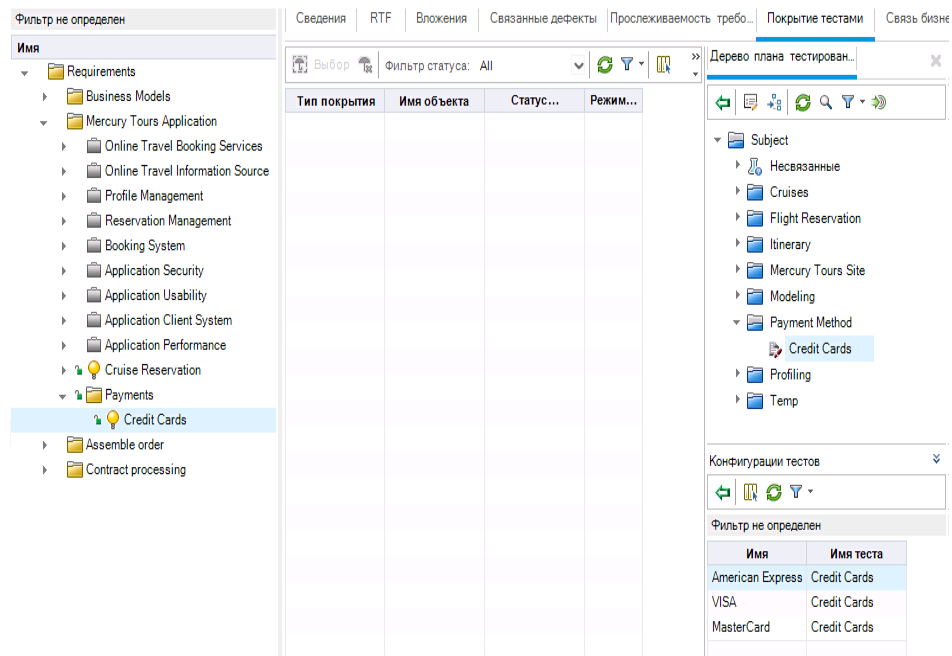 Фильтр не определен
Имя
Requirements
Business Models
Mercury Tours Application
Online Travel Booking Services
Online Travel Information Source
Profile Management
Reservation Management
Booking System
Application Security
Application Usability
Application Client System
Application Performance
Cruise Reservation
Payments
Credit Cards
Assemble order
Contract processing
Сведения RTF Вложения Связанные дефекты Прослеживаемость требо... Покрытие тестами Связь бизне
Выбор Фильтр статуса: All
Тип покрытия Имя объекта Статус... Режим...
Дерево плана тестирован...
Subject
Несвязанные
Cruises
Flight Reservation
Itinerary
Mercury Tours Site
Modeling
Payment Method
Credit Cards
Profiling
Temp
Конфигурации тестов
Фильтр не определен
Имя Имя теста
American Express Credit Cards
VISA Credit Cards
MasterCard Credit Cards